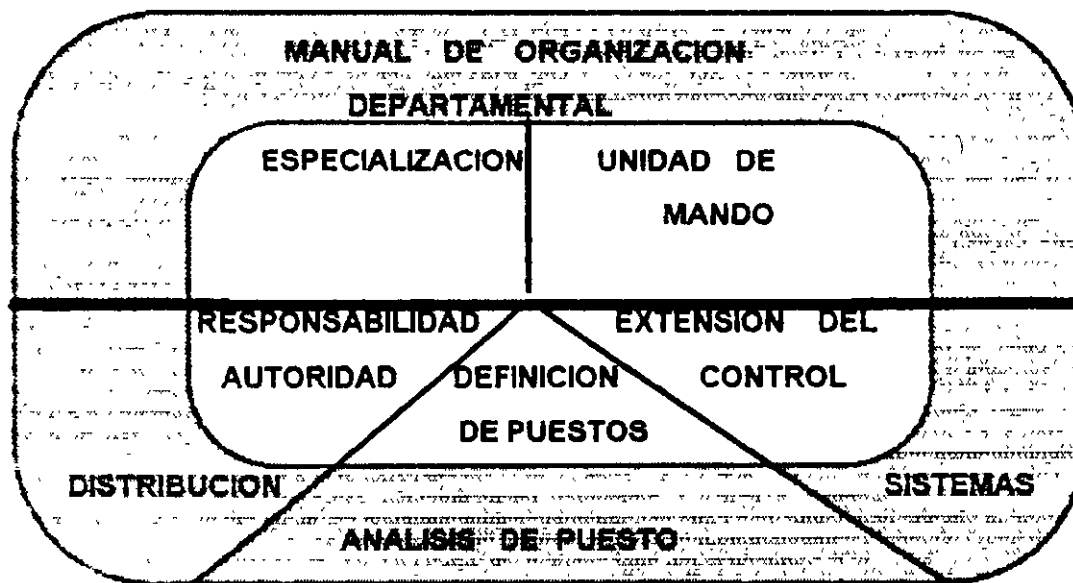 MANUAL DE ORGANIZACION
DEPARTAMENTAL
ESPECIALIZACION
UNIDAD DE
MANDO
RESPONSABILIDAD
AUTORIDAD
DEFINICION
DE PUESTOS
EXTENSION DEL
CONTROL
DISTRIBUCION
ANALISIS DE PUESTO
SISTEMAS